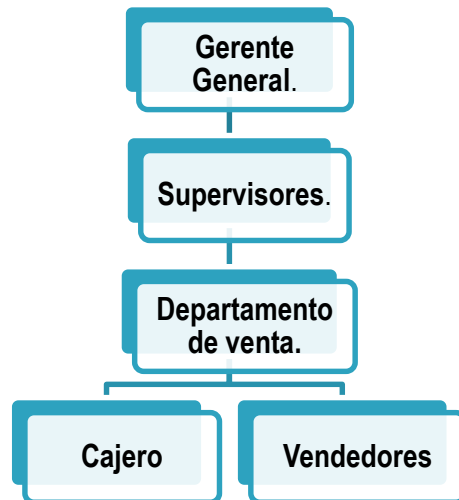 Gerente
General.
Supervisores.
Departamento
de venta.
Cajero
Vendedores